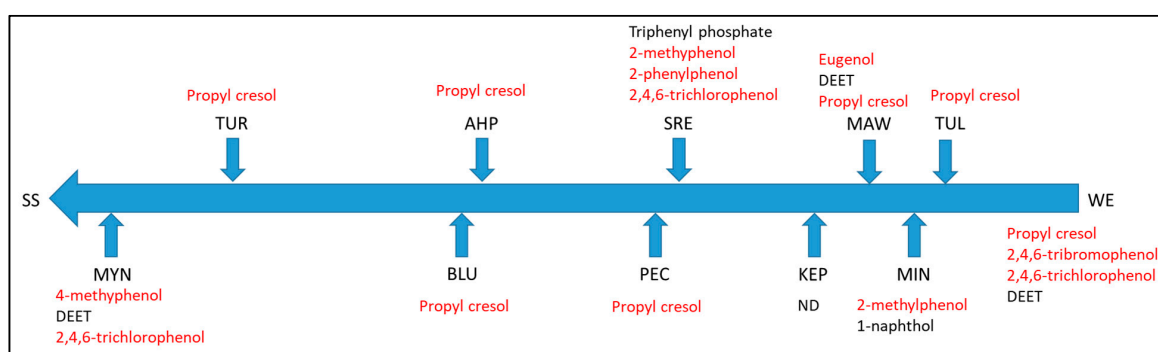 Triphenyl phosphate
2-methyphenol
2-phenylphenol
2,4,6-trichlorophenol
Eugenol
DEET
Propyl cresol
Propyl cresol
Propyl cresol
Propyl cresol
TUR
AHP
SRE
MAW
TUL
SS
WE
MYN
BLU
PEC
KEP
MIN
4-methyphenol
DEET
2,4,6-trichlorophenol
Propyl cresol
Propyl cresol
ND
2-methylphenol
1-naphthol
Propyl cresol
2,4,6-tribromophenol
2,4,6-trichlorophenol
DEET